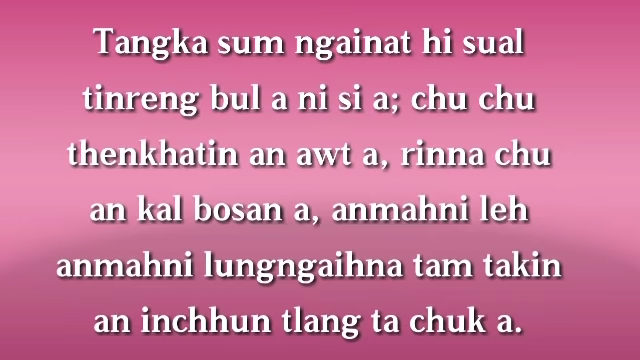 Tangka sum ngainat hi sual
tinreng bul a ni si a; chu chu
thenkhatin an awt a, rinna chu
an kal bosan a, anmahni leh
anmahni lungngaihna tam takin
an inchhun tlang ta chuk a.